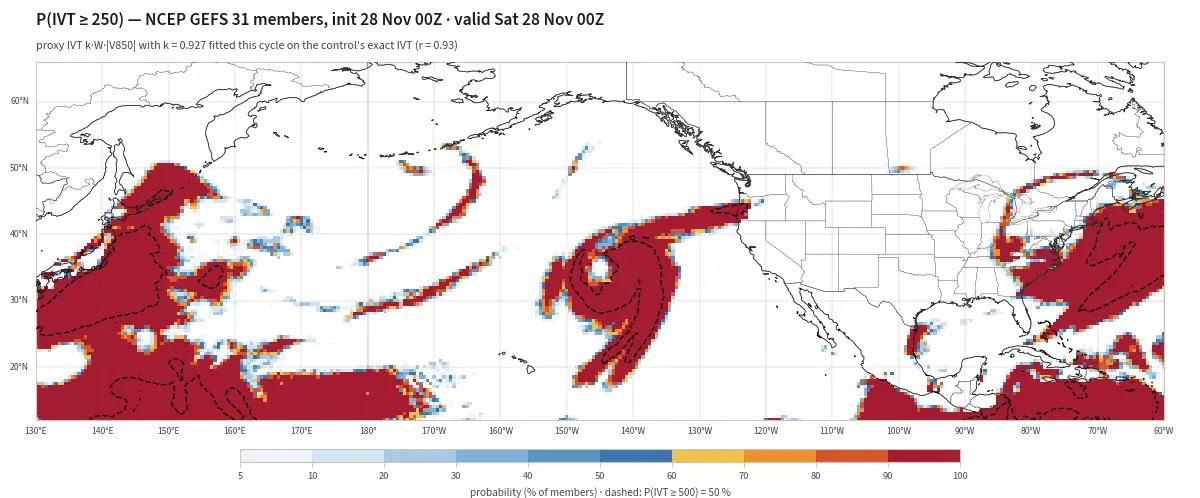 P(IVT ≥ 250) — NCEP GEFS 31 members, init 28 Nov 00Z · valid Sat 28 Nov 00Z
proxy IVT k·W·|V850| with k = 0.927 fitted this cycle on the control's exact IVT (r = 0.93)
60°N
50°N
40°N
30°N
20°N
130°E 140°E 150°E 160°E 170°E 180° 170°W 160°W 150°W 140°W 130°W 120°W 110°W 100°W 90°W 80°W 70°W 60°W
5 10 20 30 40 50 60 70 80 90 100
probability (% of members) · dashed: P(IVT ≥ 500) = 50 %